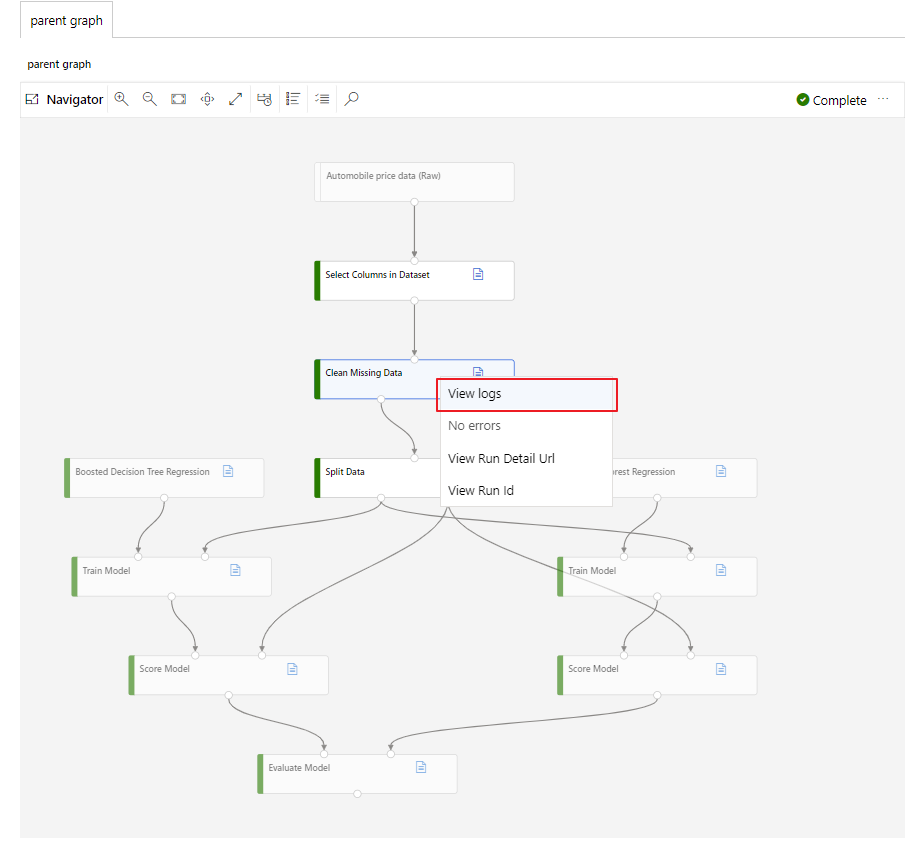 parent graph
parent graph
Navigator
Complete
Automobile price data (Raw)
Select Columns in Dataset
Clean Missing Data
View logs
No errors
View Run Detail Url
View Run Id
Boosted Decision Tree Regression
Split Data
Regression
Train Model
Train Model
Score Model
Score Model
Evaluate Model